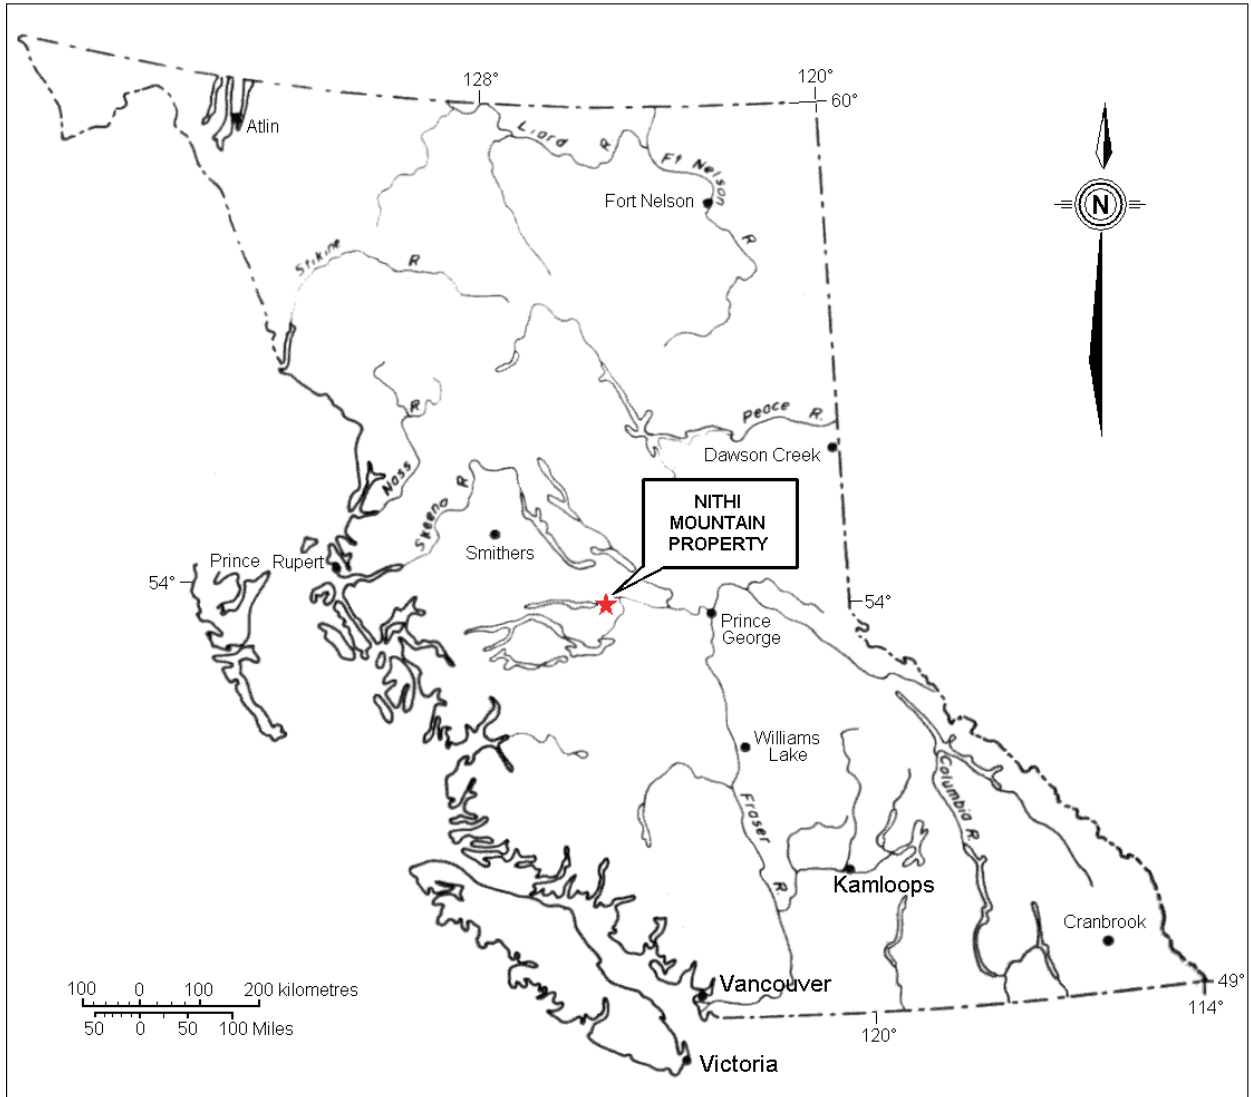 128°
120°
60°
Atlin
Liard R
Ft Nelson
R
Fort Nelson
N
Stikine R
Peace R.
Dawson Creek
R
Nass
Skeena R
NITHI
MOUNTAIN
PROPERTY
Smithers
Prince Rupert
54°
54°
Prince
George
Williams
Lake
Columbia R.
Fraser
R.
Kamloops
Cranbrook
100 0 100 200 kilometres
50 0 50 100 Miles
Vancouver
49°
114°
120°
Victoria